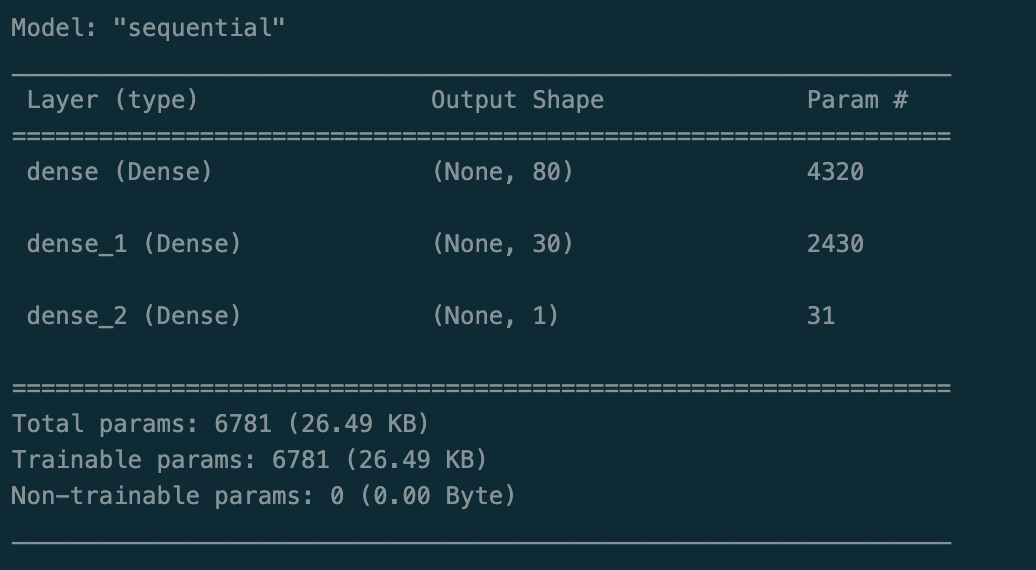 Model: "sequential"
_________________________________________________________________
Layer (type)                Output Shape              Param #
=================================================================
dense (Dense)               (None, 80)                4320
dense_1 (Dense)             (None, 30)                2430
dense_2 (Dense)             (None, 1)                 31
=================================================================
Total params: 6781 (26.49 KB)
Trainable params: 6781 (26.49 KB)
Non-trainable params: 0 (0.00 Byte)
_________________________________________________________________